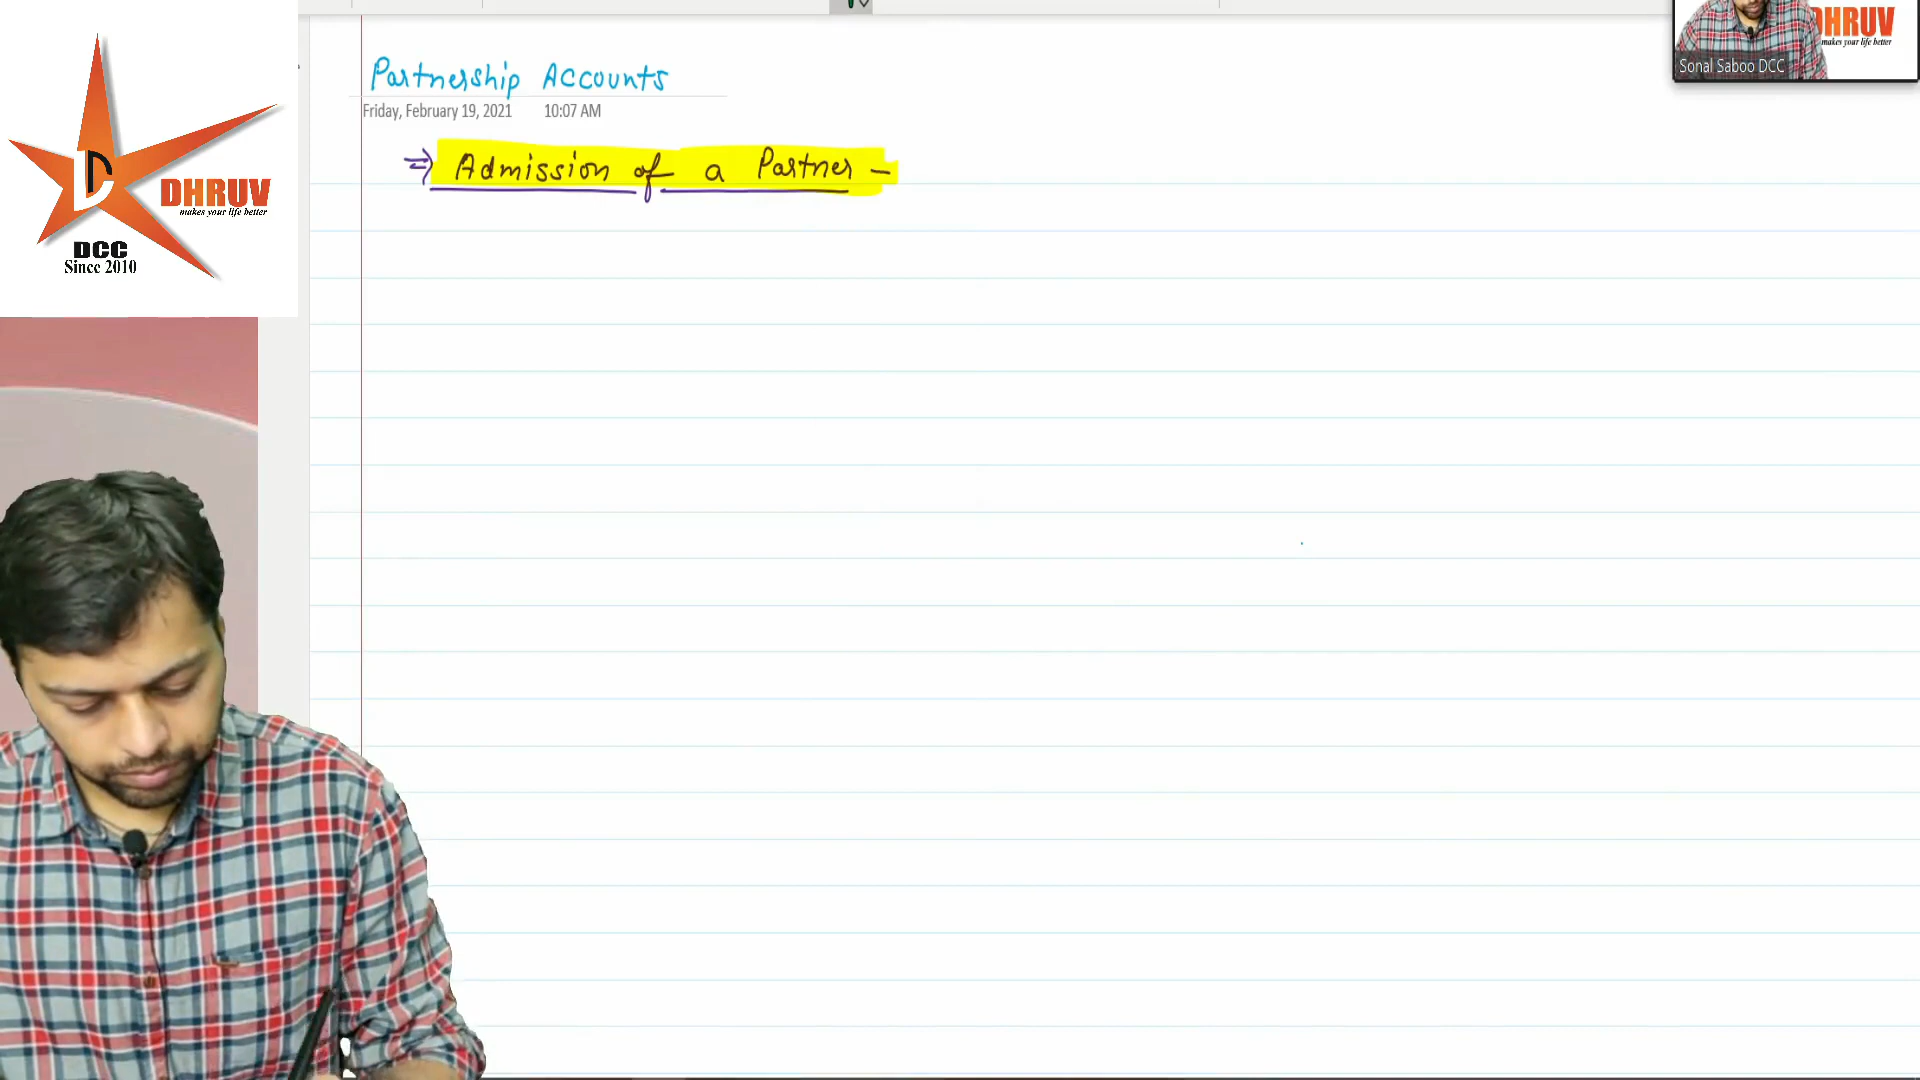 Partnership Accounts
Friday, February 19, 2021 10:07 AM
⇒ Admission of a Partner –
DHRUV
makes your life better
DCC
Since 2010
DHRUV
makes your life better
Sonal Saboo DCC